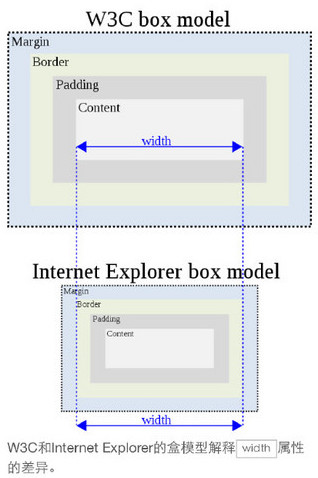 W3C box model
Margin
Border
Padding
Content
width
Internet Explorer box model
Margin
Border
Padding
Content
width
W3C和Internet Explorer的盒模型解释 width 属性
的差异。